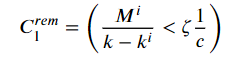 $C_1^{rem} = \left( \frac{M^i}{k - k^i} < \zeta \frac{1}{c} \right)$